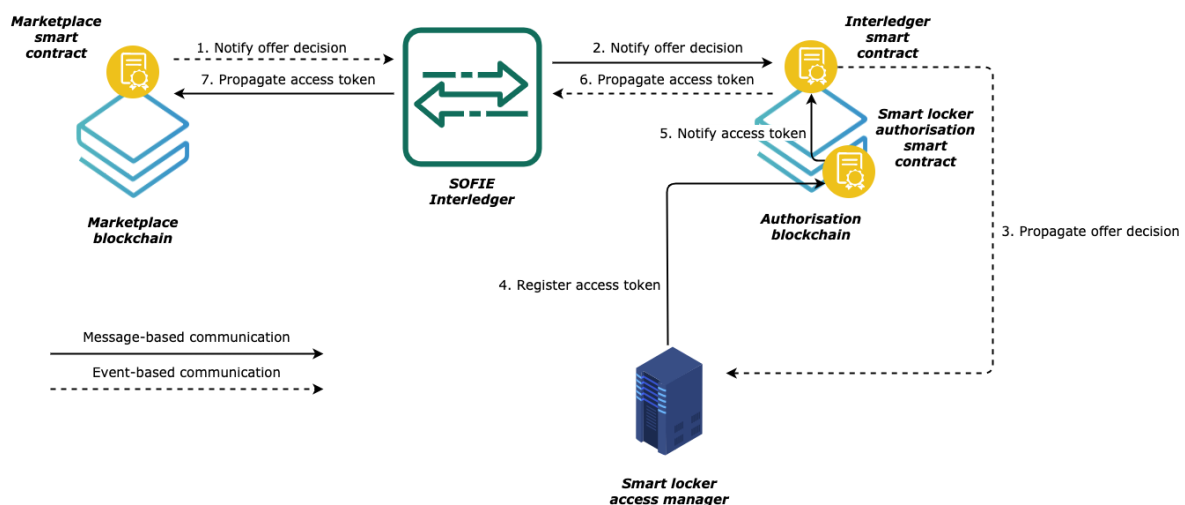 Marketplace
smart
contract
1. Notify offer decision
7. Propagate access token
2. Notify offer decision
6. Propagate access token
Interledger
smart
contract
5. Notify access token
Smart locker
authorisation
smart
contract
SOFIE
Interledger
Marketplace
blockchain
Authorisation
blockchain
3. Propagate offer decision
4. Register access token
Message-based communication
Event-based communication
Smart locker
access manager